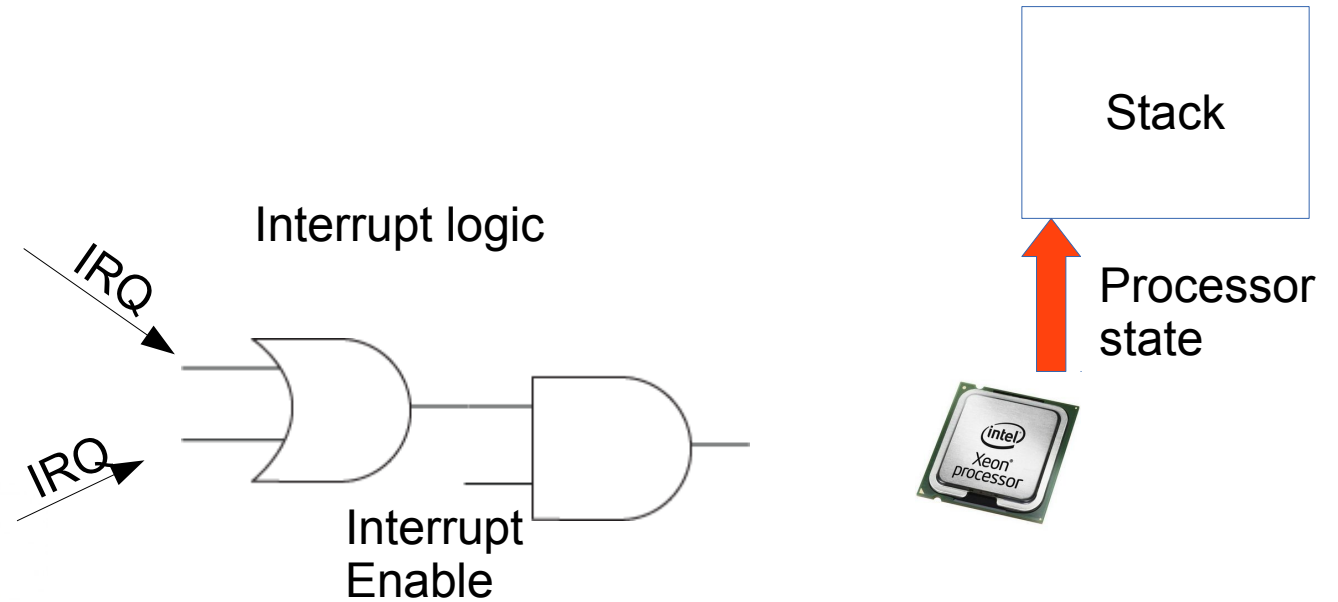 Stack
Interrupt logic
IRQ
Processor
state
IRQ
Interrupt
Enable
intel
Xeon®
processor